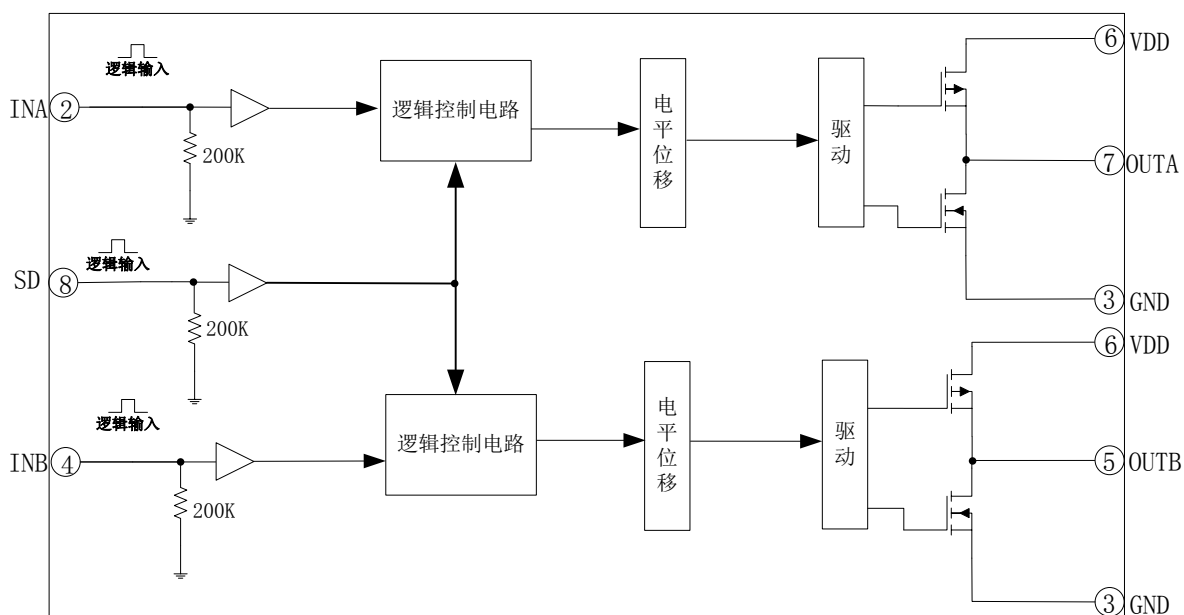 逻辑输入
INA ②
200K
逻辑控制电路
电平位移
驱动
⑥ VDD
⑦ OUTA
③ GND
逻辑输入
SD ⑧
200K
逻辑输入
INB ④
200K
逻辑控制电路
电平位移
驱动
⑥ VDD
⑤ OUTB
③ GND